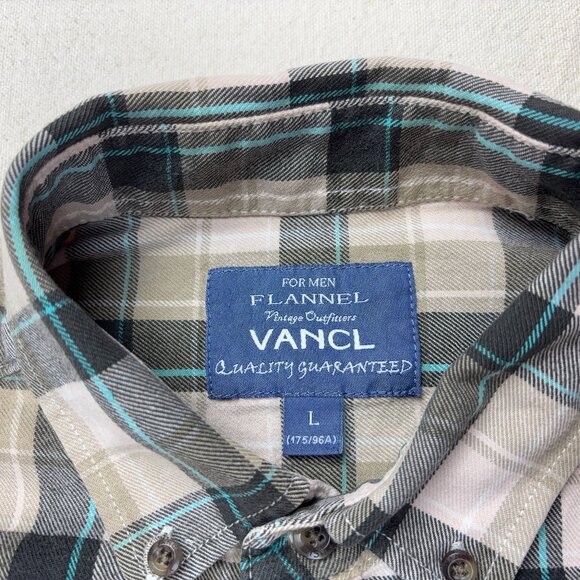 FOR MEN
FLANNEL
Vintage Outfitters
VANCL
QUALITY GUARANTEED
L
(175/96A)